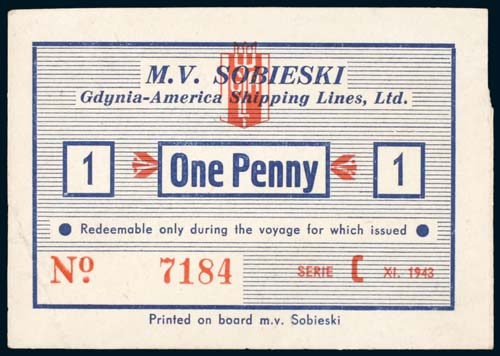 M.V. SOBIESKI
Gdynia-America Shipping Lines, Ltd.
1 One Penny 1
● Redeemable only during the voyage for which issued ●
No 7184 SERIE C XI. 1943
Printed on board m.v. Sobieski